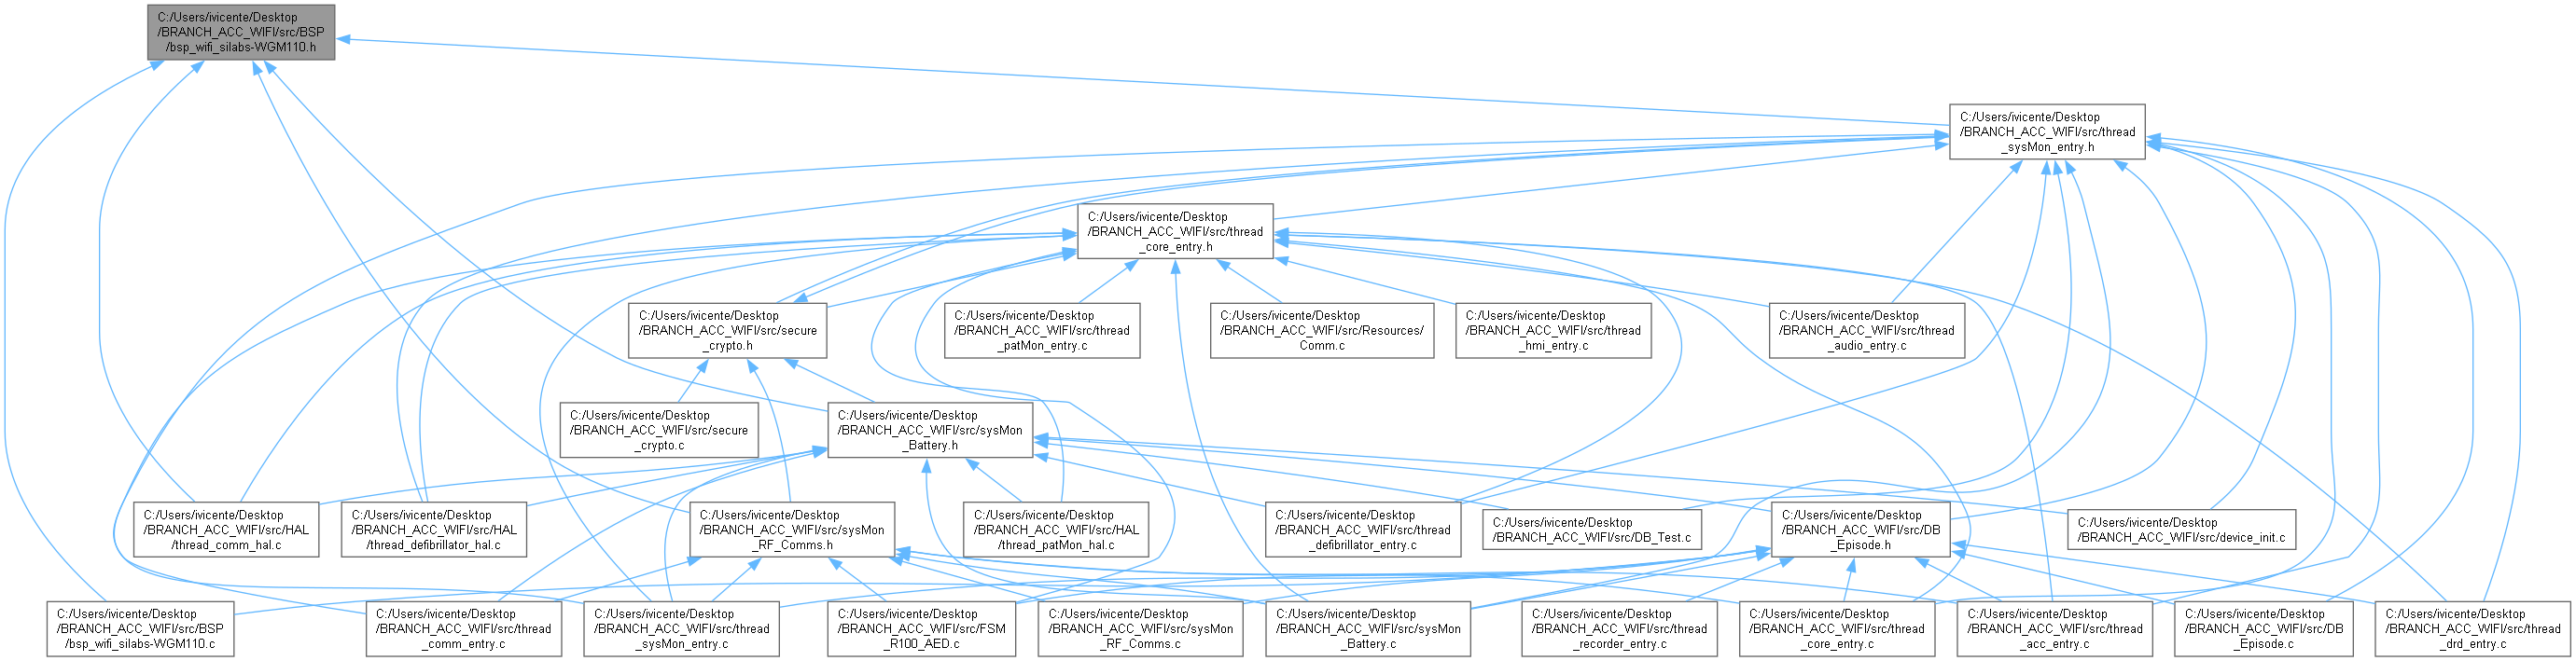 C:/Users/ivicente/Desktop
/BRANCH_ACC_WIFI/src/BSP
/bsp_wifi_silabs-WGM110.h
C:/Users/ivicente/Desktop
/BRANCH_ACC_WIFI/src/thread
_sysMon_entry.h
C:/Users/ivicente/Desktop
/BRANCH_ACC_WIFI/src/thread
_core_entry.h
C:/Users/ivicente/Desktop
/BRANCH_ACC_WIFI/src/secure
_crypto.h
C:/Users/ivicente/Desktop
/BRANCH_ACC_WIFI/src/thread
_patMon_entry.c
C:/Users/ivicente/Desktop
/BRANCH_ACC_WIFI/src/Resources/
Comm.c
C:/Users/ivicente/Desktop
/BRANCH_ACC_WIFI/src/thread
_hmi_entry.c
C:/Users/ivicente/Desktop
/BRANCH_ACC_WIFI/src/thread
_audio_entry.c
C:/Users/ivicente/Desktop
/BRANCH_ACC_WIFI/src/secure
_crypto.c
C:/Users/ivicente/Desktop
/BRANCH_ACC_WIFI/src/sysMon
_Battery.h
C:/Users/ivicente/Desktop
/BRANCH_ACC_WIFI/src/HAL
/thread_comm_hal.c
C:/Users/ivicente/Desktop
/BRANCH_ACC_WIFI/src/HAL
/thread_defibrillator_hal.c
C:/Users/ivicente/Desktop
/BRANCH_ACC_WIFI/src/sysMon
_RF_Comms.h
C:/Users/ivicente/Desktop
/BRANCH_ACC_WIFI/src/HAL
/thread_patMon_hal.c
C:/Users/ivicente/Desktop
/BRANCH_ACC_WIFI/src/thread
_defibrillator_entry.c
C:/Users/ivicente/Desktop
/BRANCH_ACC_WIFI/src/DB_Test.c
C:/Users/ivicente/Desktop
/BRANCH_ACC_WIFI/src/DB
_Episode.h
C:/Users/ivicente/Desktop
/BRANCH_ACC_WIFI/src/device_init.c
C:/Users/ivicente/Desktop
/BRANCH_ACC_WIFI/src/BSP
/bsp_wifi_silabs-WGM110.c
C:/Users/ivicente/Desktop
/BRANCH_ACC_WIFI/src/thread
_comm_entry.c
C:/Users/ivicente/Desktop
/BRANCH_ACC_WIFI/src/thread
_sysMon_entry.c
C:/Users/ivicente/Desktop
/BRANCH_ACC_WIFI/src/FSM
_R100_AED.c
C:/Users/ivicente/Desktop
/BRANCH_ACC_WIFI/src/sysMon
_RF_Comms.c
C:/Users/ivicente/Desktop
/BRANCH_ACC_WIFI/src/sysMon
_Battery.c
C:/Users/ivicente/Desktop
/BRANCH_ACC_WIFI/src/thread
_recorder_entry.c
C:/Users/ivicente/Desktop
/BRANCH_ACC_WIFI/src/thread
_core_entry.c
C:/Users/ivicente/Desktop
/BRANCH_ACC_WIFI/src/thread
_acc_entry.c
C:/Users/ivicente/Desktop
/BRANCH_ACC_WIFI/src/DB
_Episode.c
C:/Users/ivicente/Desktop
/BRANCH_ACC_WIFI/src/thread
_drd_entry.c